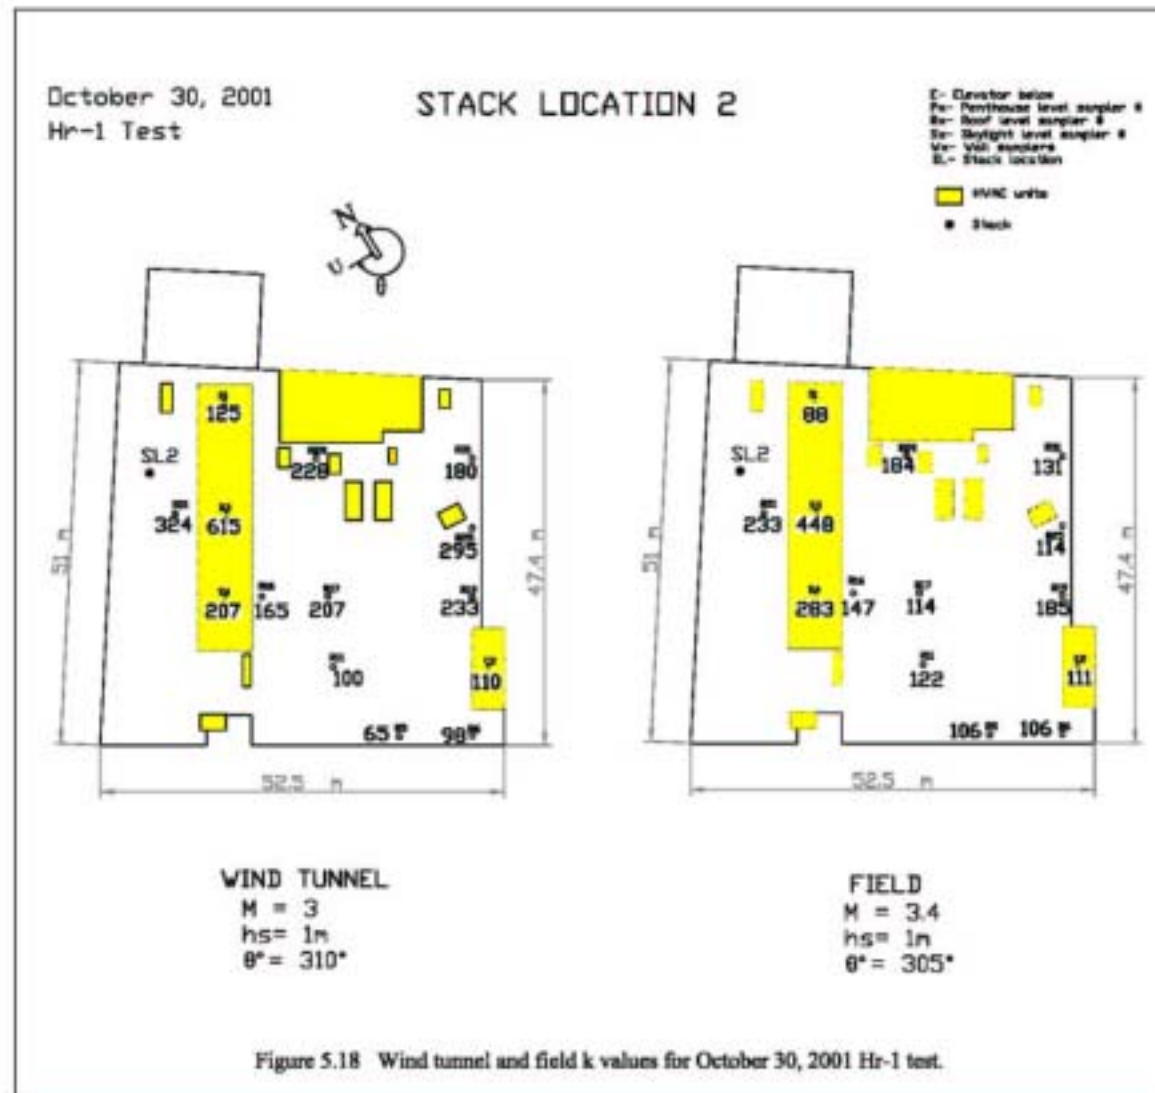 October 30, 2001
Hr-1 Test
STACK LOCATION 2
E- Elevator below
Px- Penthouse level sampler #
Rx- Roof level sampler #
Sx- Skylight level sampler #
Wx- Wall samplers
SL- Stack location
HVAC units
Stack
N
U
θ
125
SL2
228
180
324
615
295
207
165
207
233
100
110
65
98
51 m
47.4 m
52.5 m
88
SL2
184
131
233
448
114
283
147
114
185
122
111
106
106
51 m
47.4 m
52.5 m
WIND TUNNEL
M = 3
hs= 1m
θ°= 310°
FIELD
M = 3.4
hs= 1m
θ°= 305°
Figure 5.18 Wind tunnel and field k values for October 30, 2001 Hr-1 test.